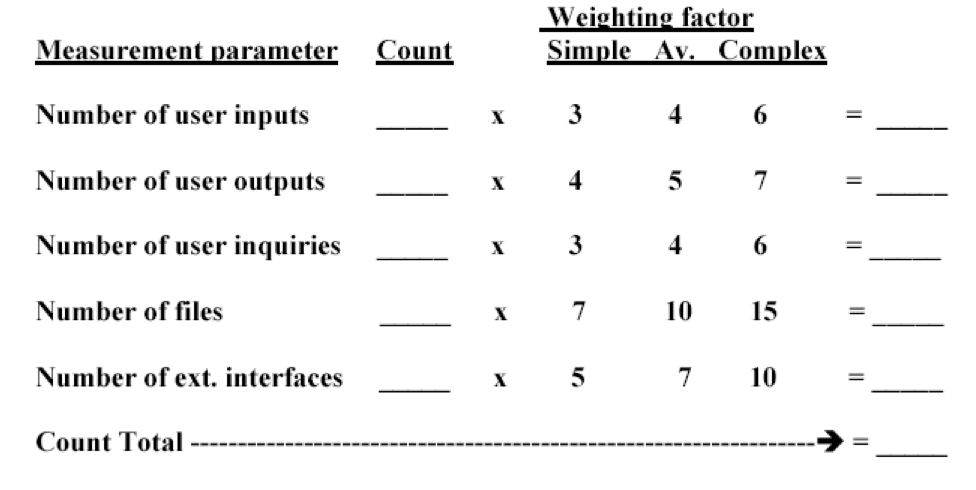 Weighting factor
Measurement parameter Count Simple Av. Complex
Number of user inputs _____ x 3 4 6 = _____
Number of user outputs _____ x 4 5 7 = _____
Number of user inquiries _____ x 3 4 6 = _____
Number of files _____ x 7 10 15 = _____
Number of ext. interfaces _____ x 5 7 10 = _____
Count Total ------------------------------------------------------------------➔ = _____